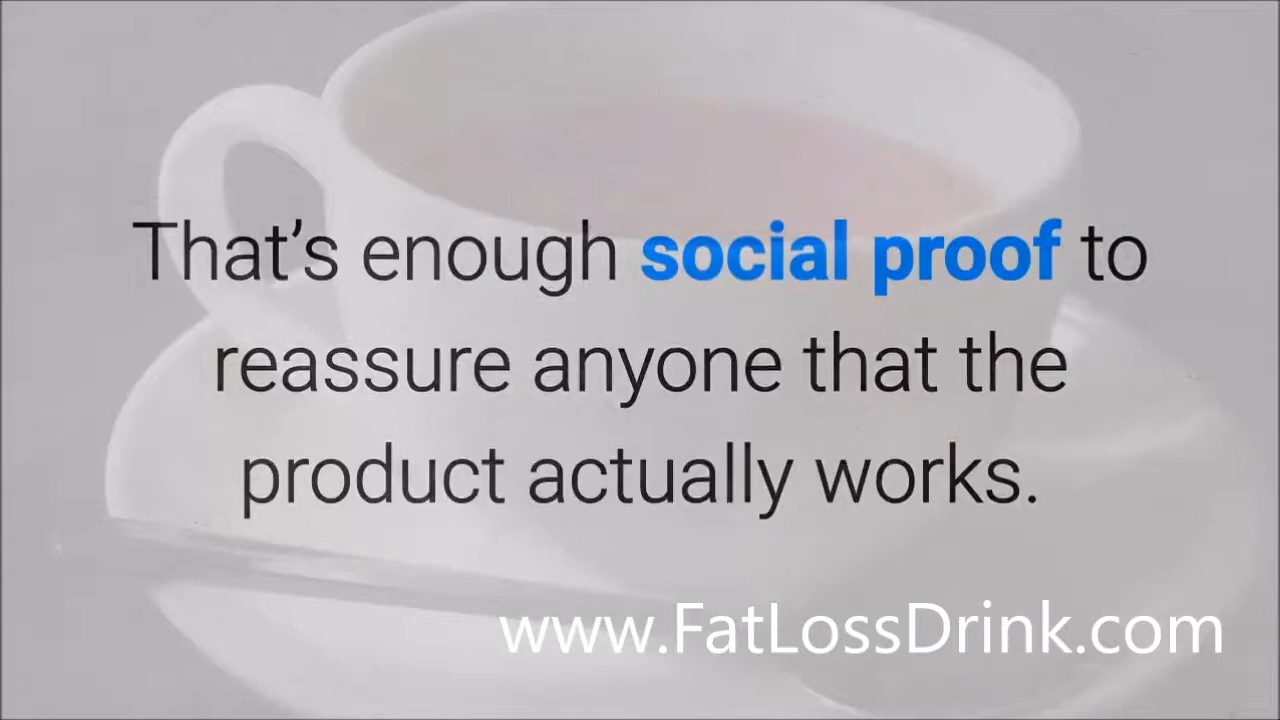 That’s enough social proof to
reassure anyone that the
product actually works.
www.FatLossDrink.com